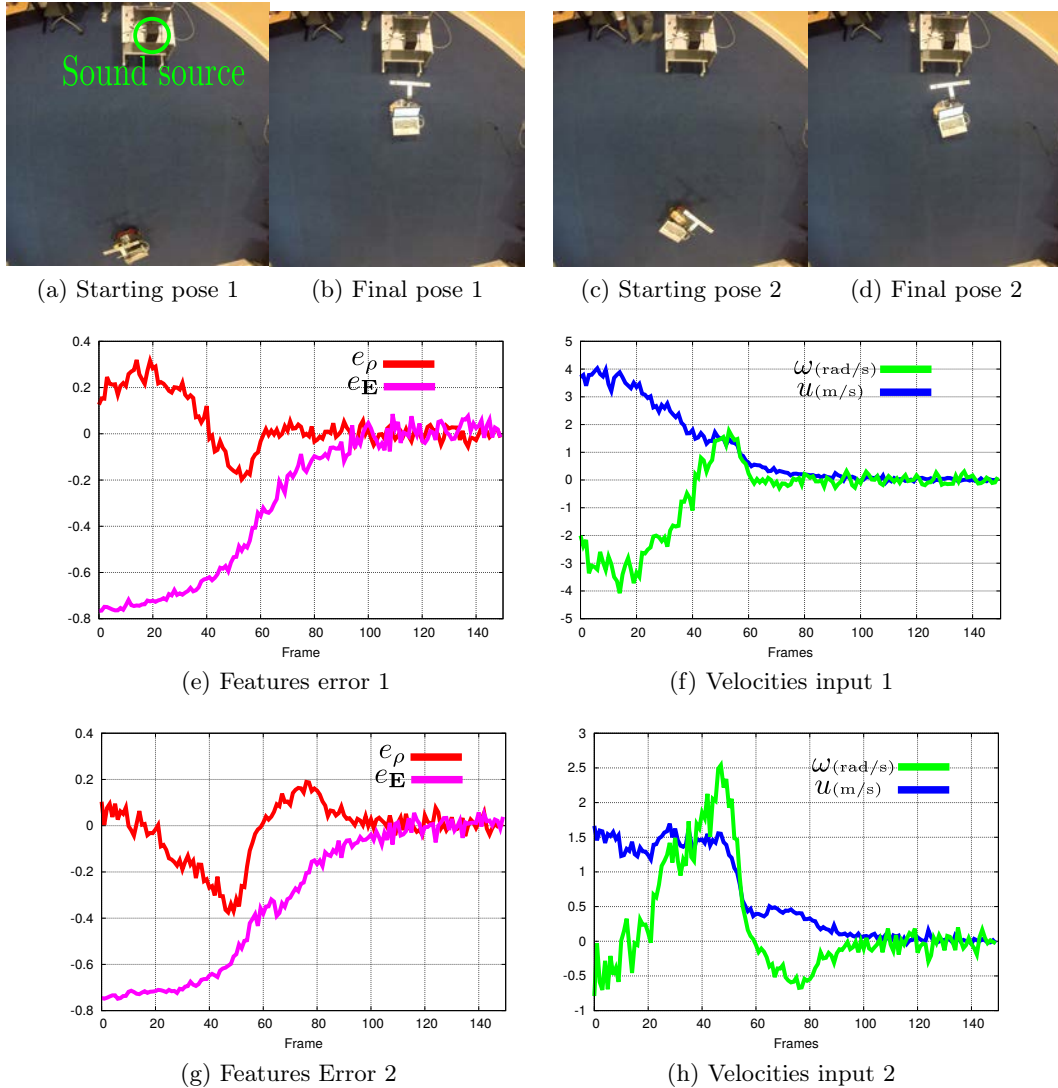 Sound source
(a) Starting pose 1
(b) Final pose 1
(c) Starting pose 2
(d) Final pose 2
0.4
0.2
0
-0.2
-0.4
-0.6
-0.8
0 20 40 60 80 100 120 140
Frame
eρ
eE
(e) Features error 1
5
4
3
2
1
0
-1
-2
-3
-4
-5
0 20 40 60 80 100 120 140
Frames
ω(rad/s)
u(m/s)
(f) Velocities input 1
0.4
0.2
0
-0.2
-0.4
-0.6
-0.8
0 20 40 60 80 100 120 140
Frame
eρ
eE
(g) Features Error 2
3
2.5
2
1.5
1
0.5
0
-0.5
-1
0 20 40 60 80 100 120 140
Frames
ω(rad/s)
u(m/s)
(h) Velocities input 2